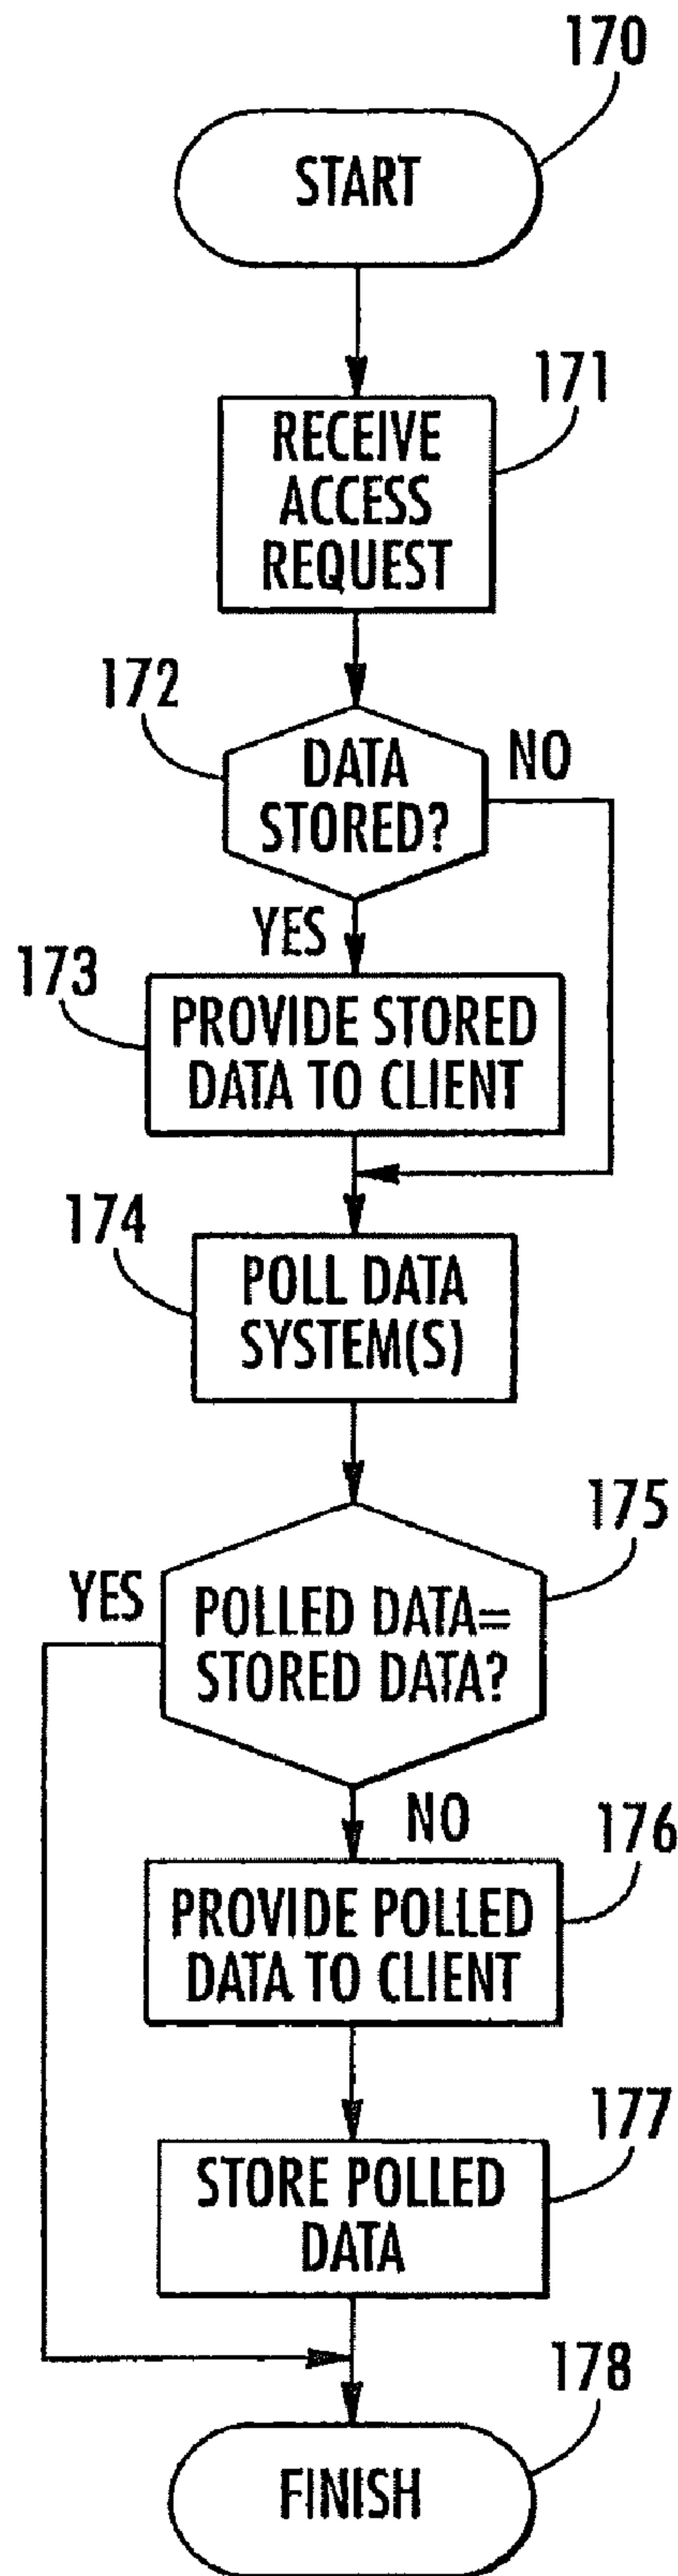 170
START
171
RECEIVE
ACCESS
REQUEST
172
DATA
STORED?
NO
YES
173
PROVIDE STORED
DATA TO CLIENT
174
POLL DATA
SYSTEM(S)
175
YES
POLLED DATA=
STORED DATA?
NO
176
PROVIDE POLLED
DATA TO CLIENT
177
STORE POLLED
DATA
178
FINISH